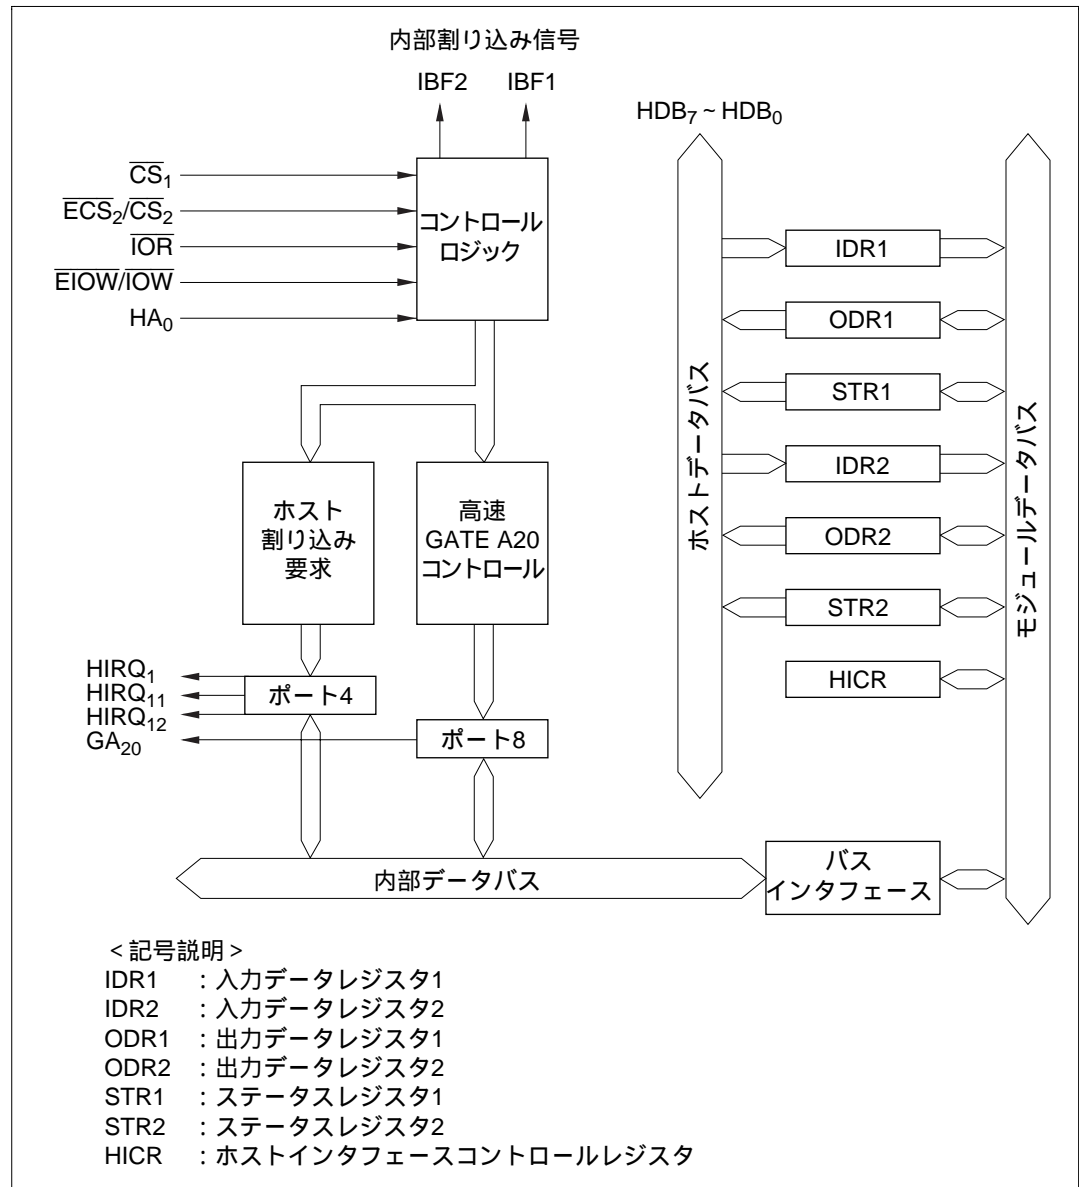 内部割り込み信号
IBF2 IBF1
HDB7 ~ HDB0
CS1
ECS2/CS2
IOR
EIOW/IOW
HA0
コントロール
ロジック
ホスト
割り込み
要求
高速
GATE A20
コントロール
HIRQ1
HIRQ11
HIRQ12
GA20
ポート4
ポート8
ホストデータバス
IDR1
ODR1
STR1
IDR2
ODR2
STR2
HICR
モジュールデータバス
内部データバス
バス
インタフェース
<記号説明>
IDR1 :入力データレジスタ1
IDR2 :入力データレジスタ2
ODR1 :出力データレジスタ1
ODR2 :出力データレジスタ2
STR1 :ステータスレジスタ1
STR2 :ステータスレジスタ2
HICR :ホストインタフェースコントロールレジスタ